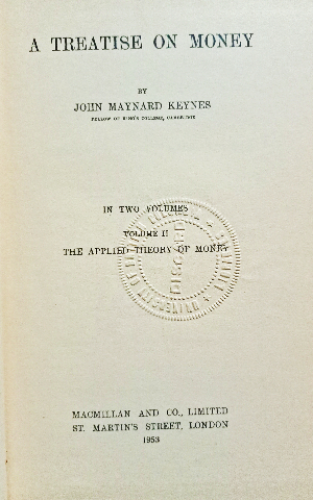 A TREATISE ON MONEY
BY
JOHN MAYNARD KEYNES
FELLOW OF KING'S COLLEGE, CAMBRIDGE
IN TWO VOLUMES
VOLUME II
THE APPLIED THEORY OF MONEY
DISCARD
MACMILLAN AND CO., LIMITED
ST. MARTIN'S STREET, LONDON
1953